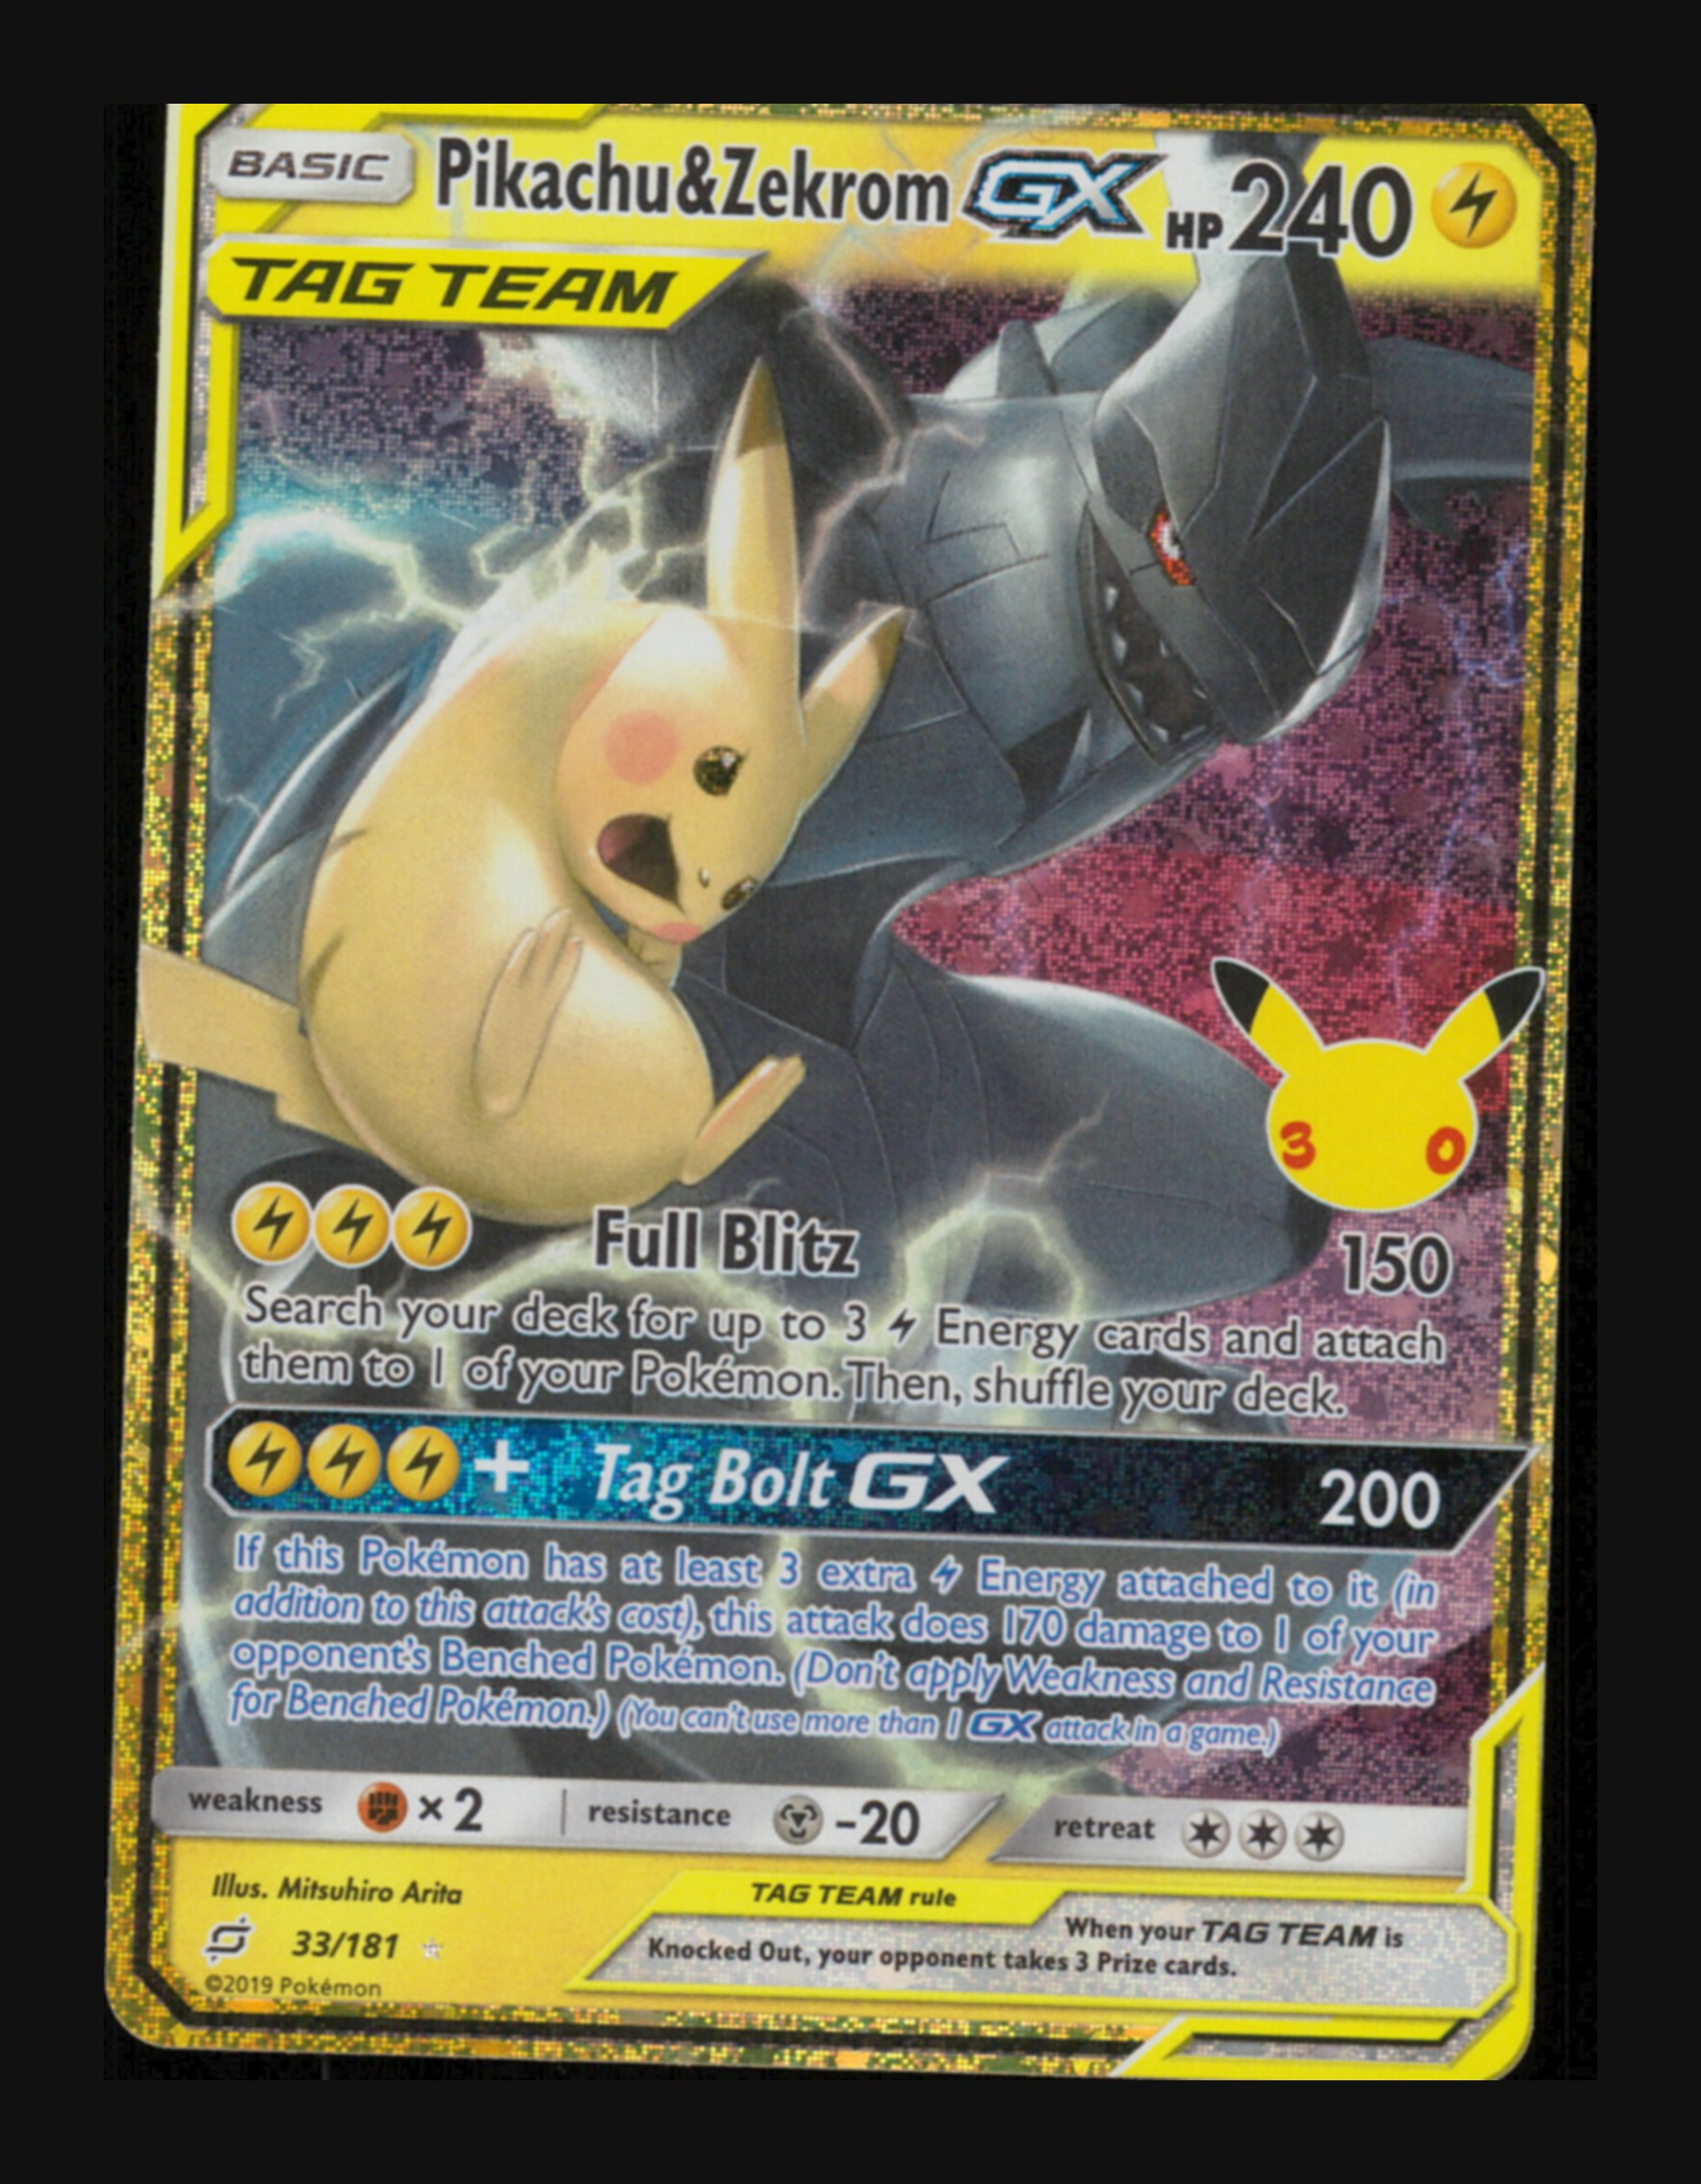 BASIC Pikachu&Zekrom GX HP 240
TAG TEAM
3 0
Full Blitz 150
Search your deck for up to 3 Energy cards and attach
them to 1 of your Pokémon. Then, shuffle your deck.
+ Tag Bolt GX 200
If this Pokémon has at least 3 extra Energy attached to it (in
addition to this attack's cost), this attack does 170 damage to 1 of your
opponent's Benched Pokémon. (Don't apply Weakness and Resistance
for Benched Pokémon.) (You can't use more than 1 GX attack in a game.)
weakness ×2 resistance -20 retreat
Illus. Mitsuhiro Arita
TAG TEAM rule
33/181
When your TAG TEAM is
Knocked Out, your opponent takes 3 Prize cards.
©2019 Pokémon